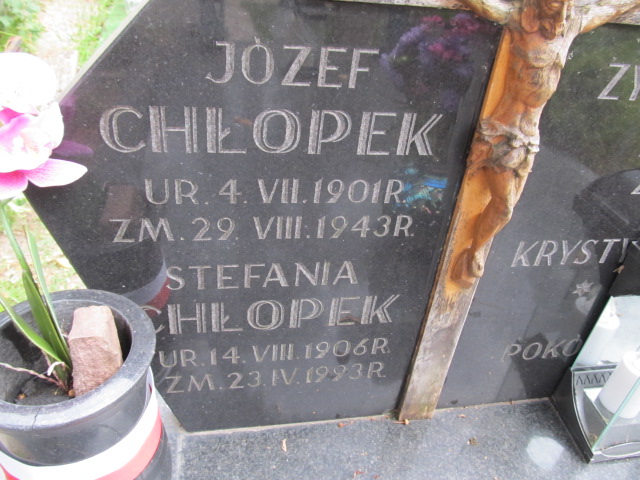 JÓZEF
CHŁOPEK
UR. 4. VII. 1901R.
ZM. 29. VIII. 1943R.
STEFANIA
CHŁOPEK
UR. 14. VIII. 1906R.
ZM. 23. IV. 1993R.